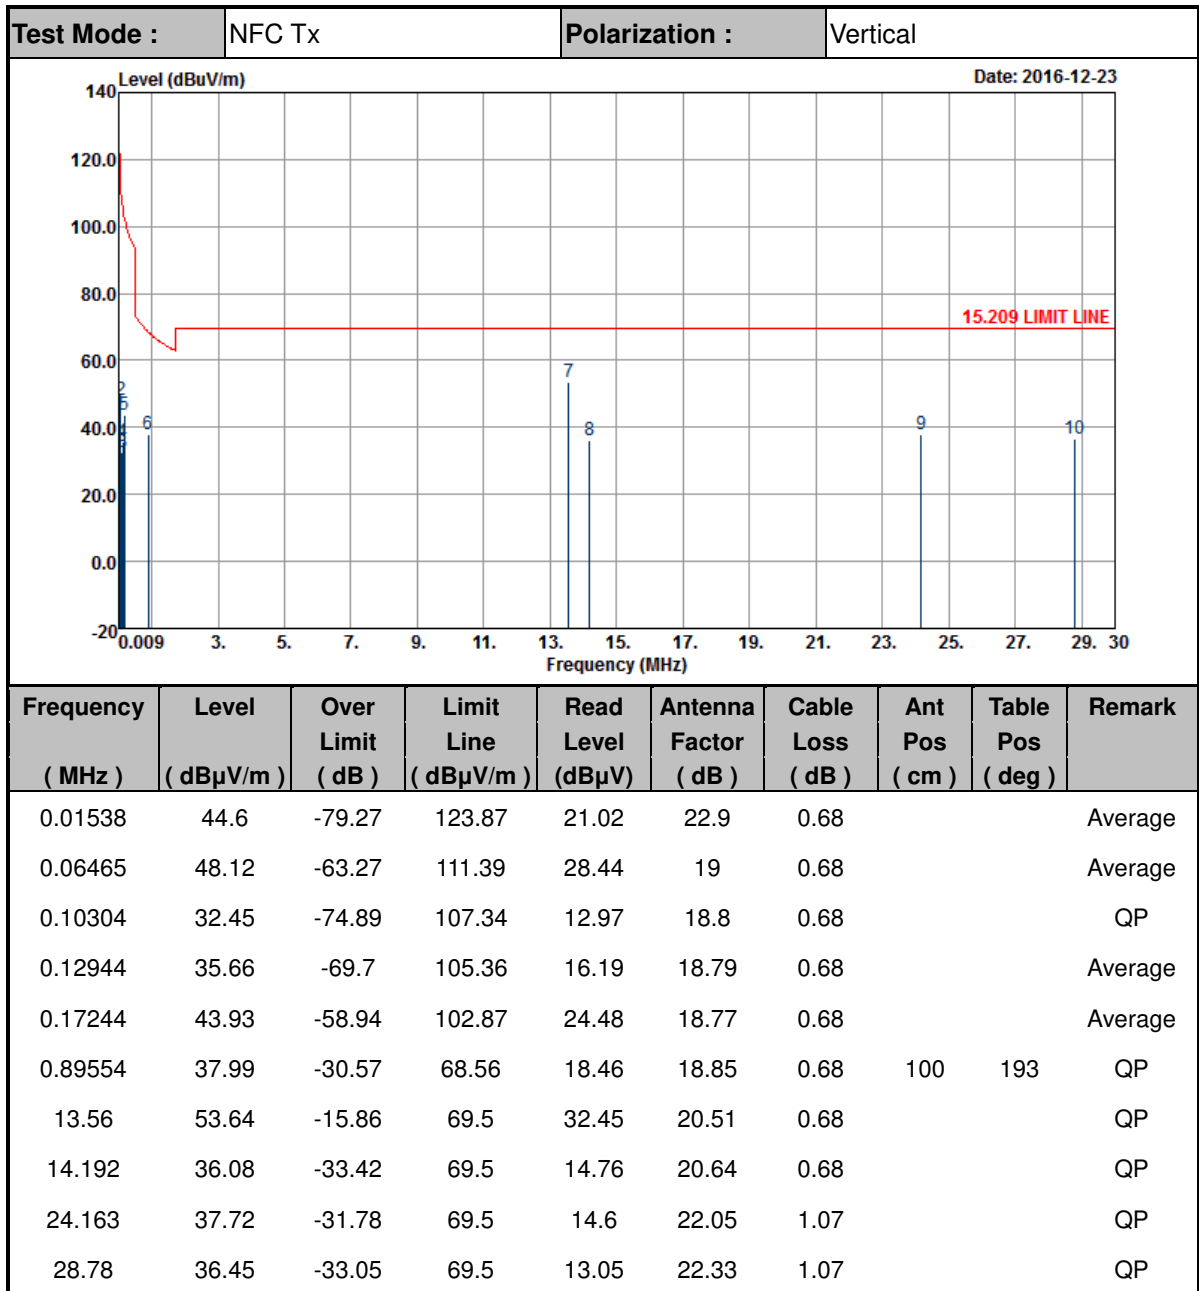 Test Mode : NFC Tx Polarization : Vertical
Level (dBuV/m) Date: 2016-12-23
140
120.0
100.0
80.0
15.209 LIMIT LINE
60.0
7
2
5
40.0
6
8
9
10
20.0
0.0
-20
0.009 3. 5. 7. 9. 11. 13. 15. 17. 19. 21. 23. 25. 27. 29. 30
Frequency (MHz)
Frequency Level Over Limit Read Antenna Cable Ant Table Remark
Limit Line Level Factor Loss Pos Pos
( MHz ) ( dBµV/m ) ( dB ) ( dBµV/m ) (dBµV) ( dB ) ( dB ) ( cm ) ( deg )
0.01538 44.6 -79.27 123.87 21.02 22.9 0.68 Average
0.06465 48.12 -63.27 111.39 28.44 19 0.68 Average
0.10304 32.45 -74.89 107.34 12.97 18.8 0.68 QP
0.12944 35.66 -69.7 105.36 16.19 18.79 0.68 Average
0.17244 43.93 -58.94 102.87 24.48 18.77 0.68 Average
0.89554 37.99 -30.57 68.56 18.46 18.85 0.68 100 193 QP
13.56 53.64 -15.86 69.5 32.45 20.51 0.68 QP
14.192 36.08 -33.42 69.5 14.76 20.64 0.68 QP
24.163 37.72 -31.78 69.5 14.6 22.05 1.07 QP
28.78 36.45 -33.05 69.5 13.05 22.33 1.07 QP